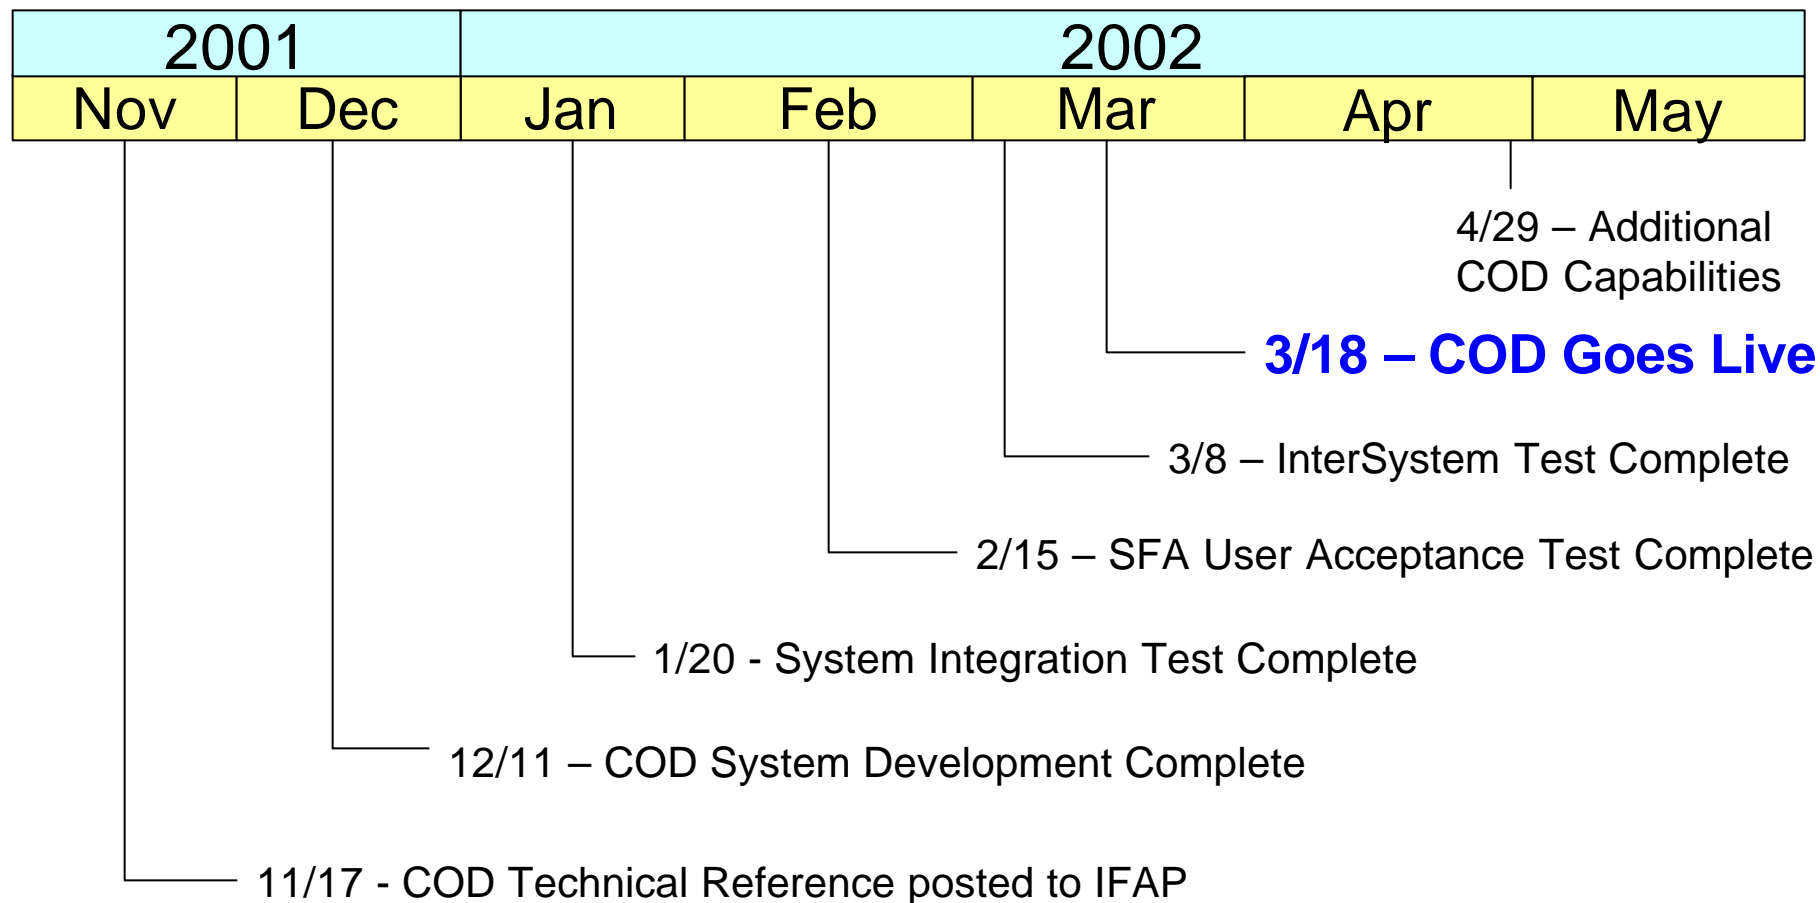 2001 2002
Nov Dec Jan Feb Mar Apr May
4/29 – Additional
COD Capabilities
3/18 – COD Goes Live
3/8 – InterSystem Test Complete
2/15 – SFA User Acceptance Test Complete
1/20 - System Integration Test Complete
12/11 – COD System Development Complete
11/17 - COD Technical Reference posted to IFAP